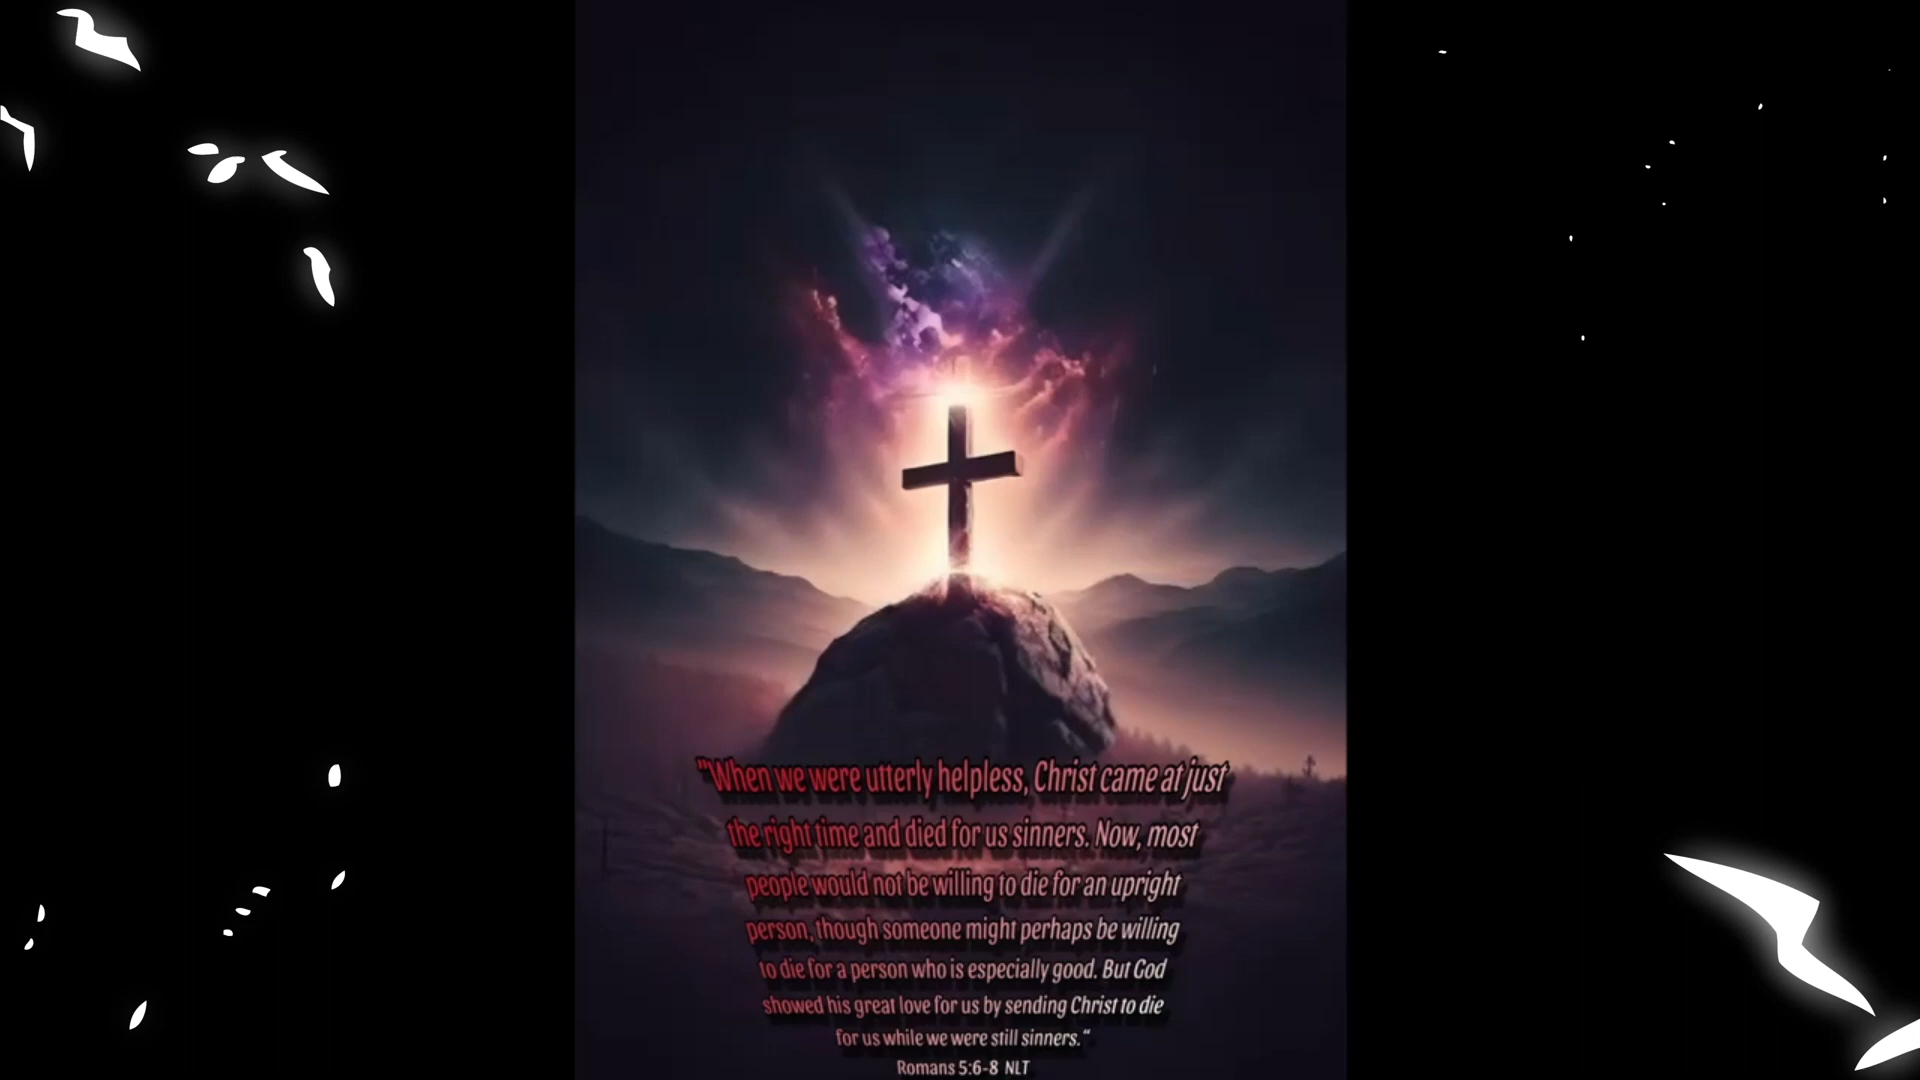 "When we were utterly helpless, Christ came at just
the right time and died for us sinners. Now, most
people would not be willing to die for an upright
person, though someone might perhaps be willing
to die for a person who is especially good. But God
showed his great love for us by sending Christ to die
for us while we were still sinners.“
Romans 5:6-8 NLT